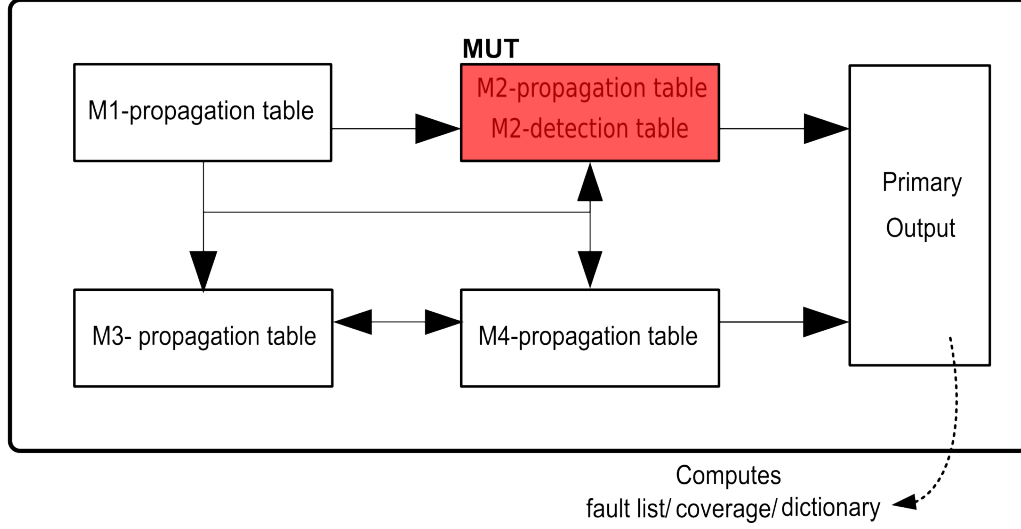 MUT
M1-propagation table
M2-propagation table
M2-detection table
Primary
Output
M3- propagation table
M4-propagation table
Computes
fault list/ coverage/ dictionary